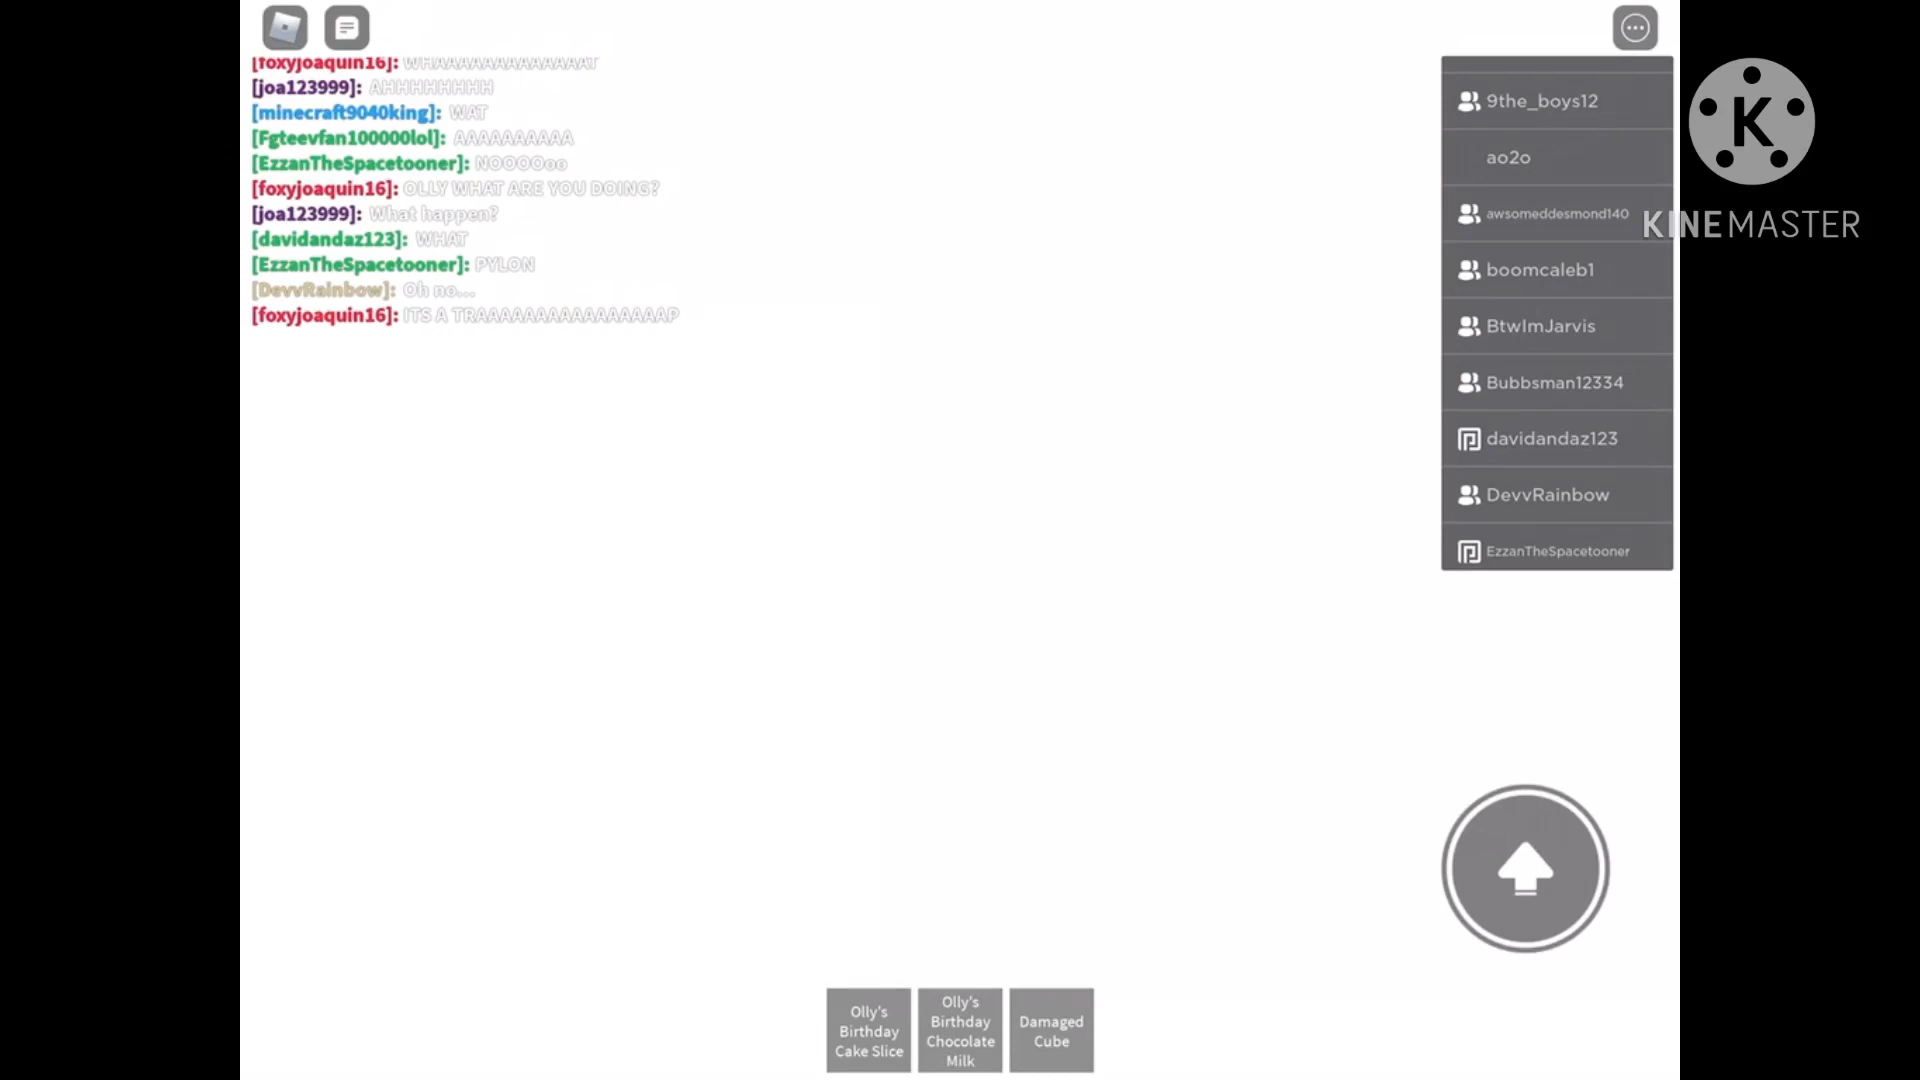 [foxyjoaquin16]: WHAAAAAAAAAAAAAAT
[joa123999]: AHHHHHHHHH
[minecraft9040king]: WAT
[Fgteevfan100000lol]: AAAAAAAAAA
[EzzanTheSpacetooner]: NOOOOoo
[foxyjoaquin16]: OLLY WHAT ARE YOU DOING?
[joa123999]: What happen?
[davidandaz123]: WHAT
[EzzanTheSpacetooner]: PYLON
[DevvRainbow]: Oh no...
[foxyjoaquin16]: ITS A TRAAAAAAAAAAAAAAAAP
9the_boys12
ao2o
awsomeddesmond140
boomcaleb1
BtwImJarvis
Bubbsman12334
davidandaz123
DevvRainbow
EzzanTheSpacetooner
K
KINEMASTER
Olly's
Birthday
Cake Slice
Olly's
Birthday
Chocolate
Milk
Damaged
Cube